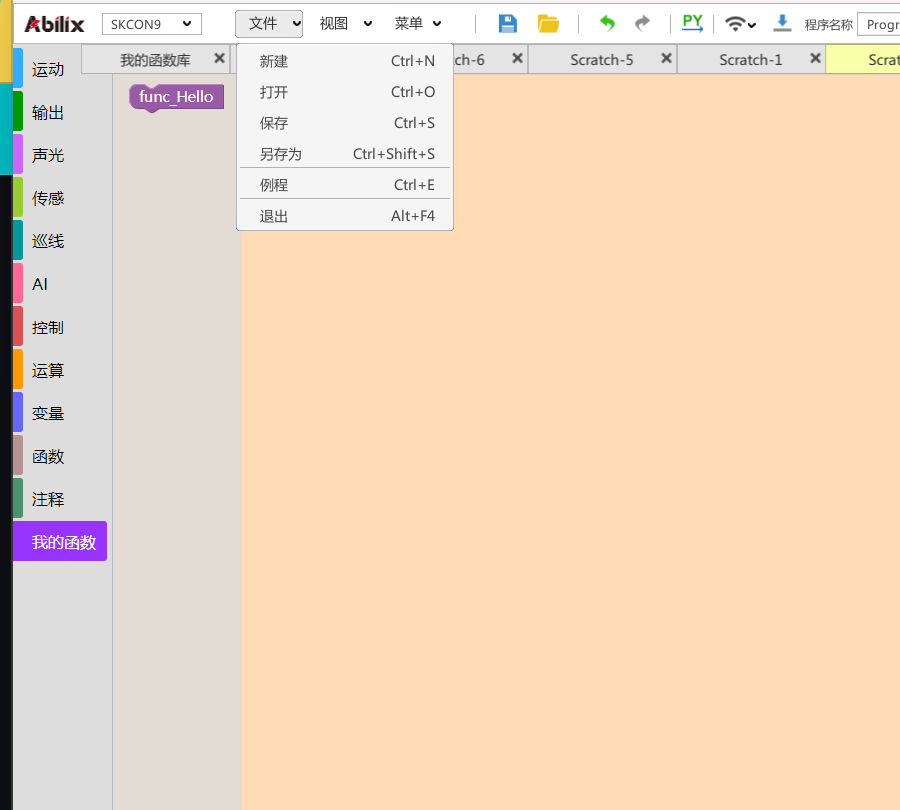 Abilix SKCON9 文件 视图 菜单 PY 程序名称 Progr
我的函数库 ch-6 Scratch-5 Scratch-1 Scrat
新建 Ctrl+N
打开 Ctrl+O
保存 Ctrl+S
另存为 Ctrl+Shift+S
例程 Ctrl+E
退出 Alt+F4
func_Hello
运动
输出
声光
传感
巡线
AI
控制
运算
变量
函数
注释
我的函数